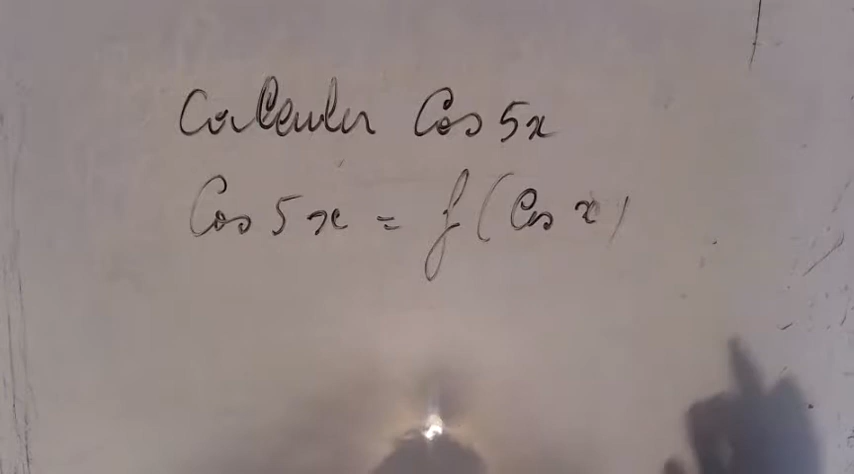 Calculer Cos 5x
Cos 5x = f(Cos x)